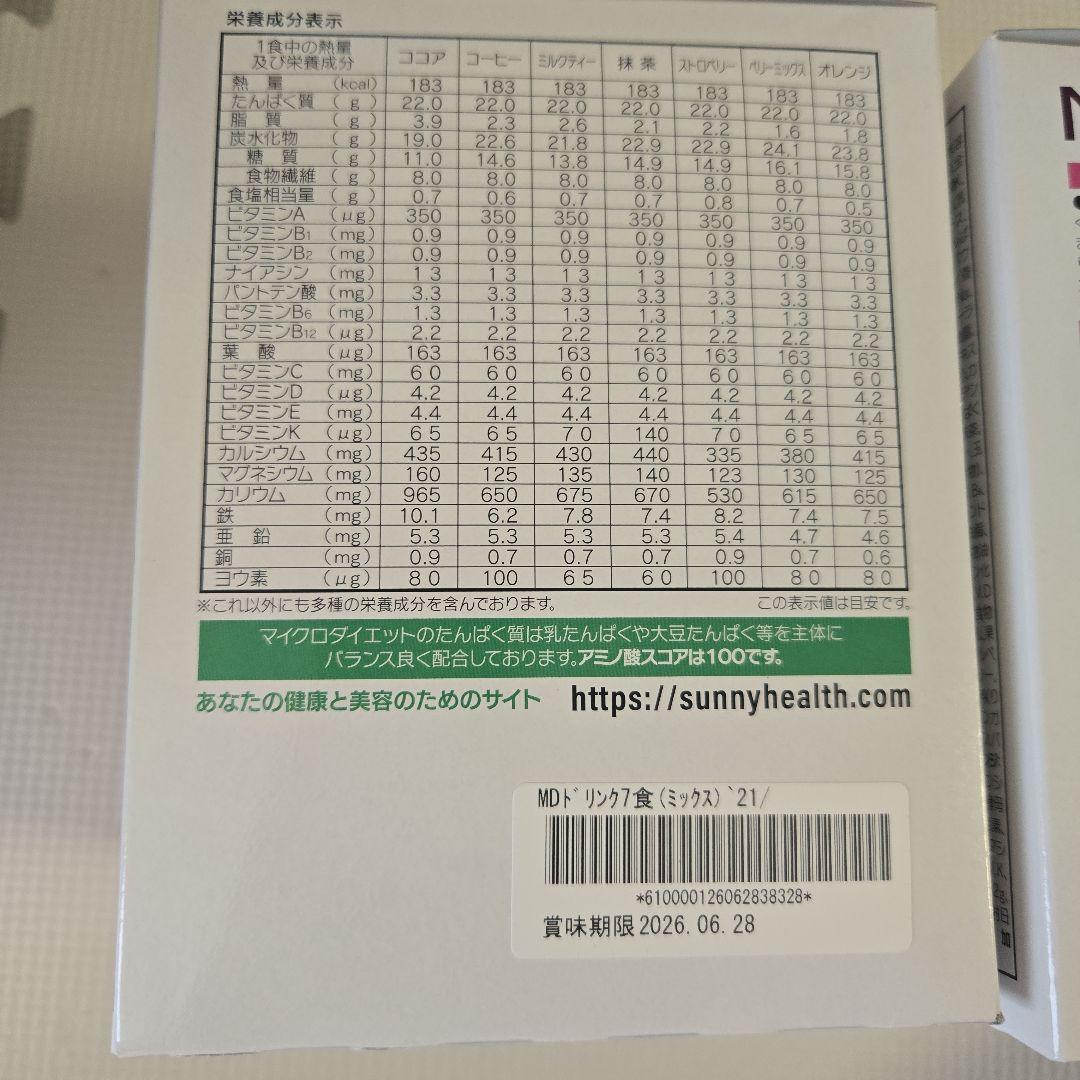 栄養成分表示
1食中の熱量及び栄養成分 ココア コーヒー ミルクティー 抹茶 ストロベリー ベリーミックス オレンジ
熱量 (kcal) 183 183 183 183 183 183 183
たんぱく質 (g) 22.0 22.0 22.0 22.0 22.0 22.0 22.0
脂質 (g) 3.9 2.3 2.6 2.1 2.2 1.6 1.8
炭水化物 (g) 19.0 22.6 21.8 22.9 22.9 24.1 23.8
糖質 (g) 11.0 14.6 13.8 14.9 14.9 16.1 15.8
食物繊維 (g) 8.0 8.0 8.0 8.0 8.0 8.0 8.0
食塩相当量 (g) 0.7 0.6 0.7 0.7 0.8 0.7 0.5
ビタミンA (μg) 350 350 350 350 350 350 350
ビタミンB1 (mg) 0.9 0.9 0.9 0.9 0.9 0.9 0.9
ビタミンB2 (mg) 0.9 0.9 0.9 0.9 0.9 0.9 0.9
ナイアシン (mg) 13 13 13 13 13 13 13
パントテン酸 (mg) 3.3 3.3 3.3 3.3 3.3 3.3 3.3
ビタミンB6 (mg) 1.3 1.3 1.3 1.3 1.3 1.3 1.3
ビタミンB12 (μg) 2.2 2.2 2.2 2.2 2.2 2.2 2.2
葉酸 (μg) 163 163 163 163 163 163 163
ビタミンC (mg) 60 60 60 60 60 60 60
ビタミンD (μg) 4.2 4.2 4.2 4.2 4.2 4.2 4.2
ビタミンE (mg) 4.4 4.4 4.4 4.4 4.4 4.4 4.4
ビタミンK (μg) 65 65 70 140 70 65 65
カルシウム (mg) 435 415 430 440 335 380 415
マグネシウム (mg) 160 125 135 140 123 130 125
カリウム (mg) 965 650 675 670 530 615 650
鉄 (mg) 10.1 6.2 7.8 7.4 8.2 7.4 7.5
亜鉛 (mg) 5.3 5.3 5.3 5.3 5.4 4.7 4.6
銅 (mg) 0.9 0.7 0.7 0.7 0.9 0.7 0.6
ヨウ素 (μg) 80 100 65 60 100 80 80
※これ以外にも多種の栄養成分を含んでおります。 この表示値は目安です。
マイクロダイエットのたんぱく質は乳たんぱくや大豆たんぱく等を主体に
バランス良く配合しております。アミノ酸スコアは100です。
あなたの健康と美容のためのサイト https://sunnyhealth.com
MDドリンク7食(ミックス)`21/
*610000126062838328*
賞味期限2026.06.28